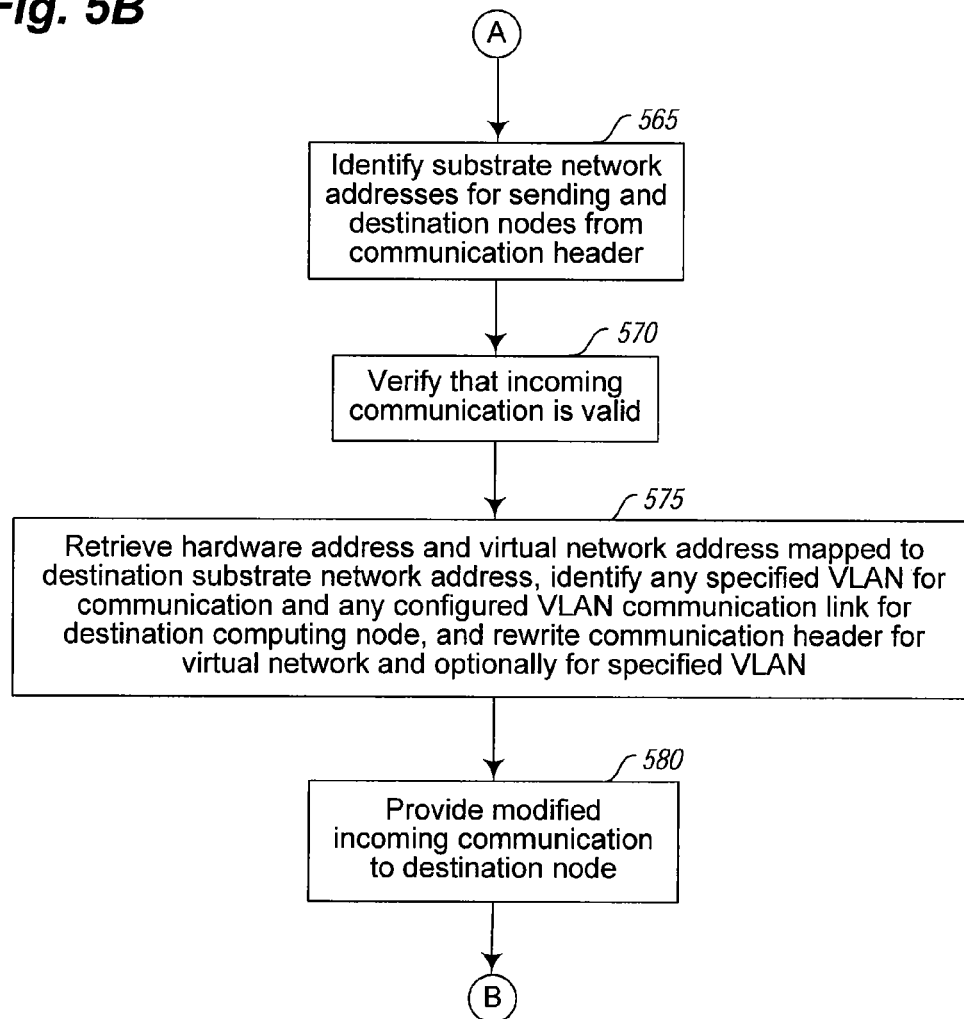 Fig. 5B
A
565
Identify substrate network
addresses for sending and
destination nodes from
communication header
570
Verify that incoming
communication is valid
575
Retrieve hardware address and virtual network address mapped to
destination substrate network address, identify any specified VLAN for
communication and any configured VLAN communication link for
destination computing node, and rewrite communication header for
virtual network and optionally for specified VLAN
580
Provide modified
incoming communication
to destination node
B